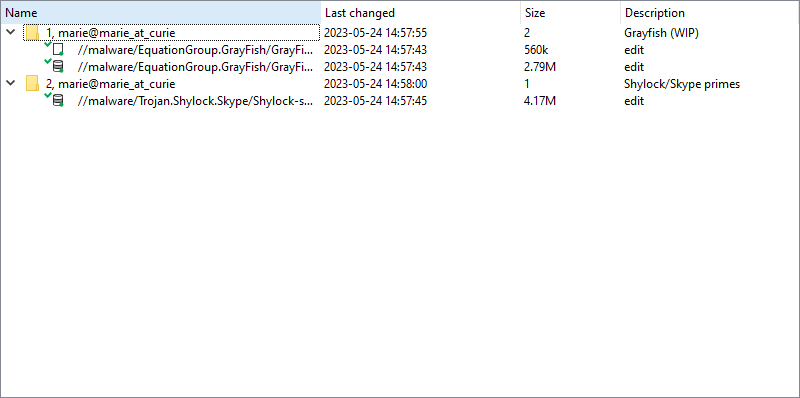 Name Last changed Size Description
1, marie@marie_at_curie 2023-05-24 14:57:55 2 Grayfish (WIP)
//malware/EquationGroup.GrayFish/GrayFi... 2023-05-24 14:57:43 560k edit
//malware/EquationGroup.GrayFish/GrayFi... 2023-05-24 14:57:43 2.79M edit
2, marie@marie_at_curie 2023-05-24 14:58:00 1 Shylock/Skype primes
//malware/Trojan.Shylock.Skype/Shylock-s... 2023-05-24 14:57:45 4.17M edit